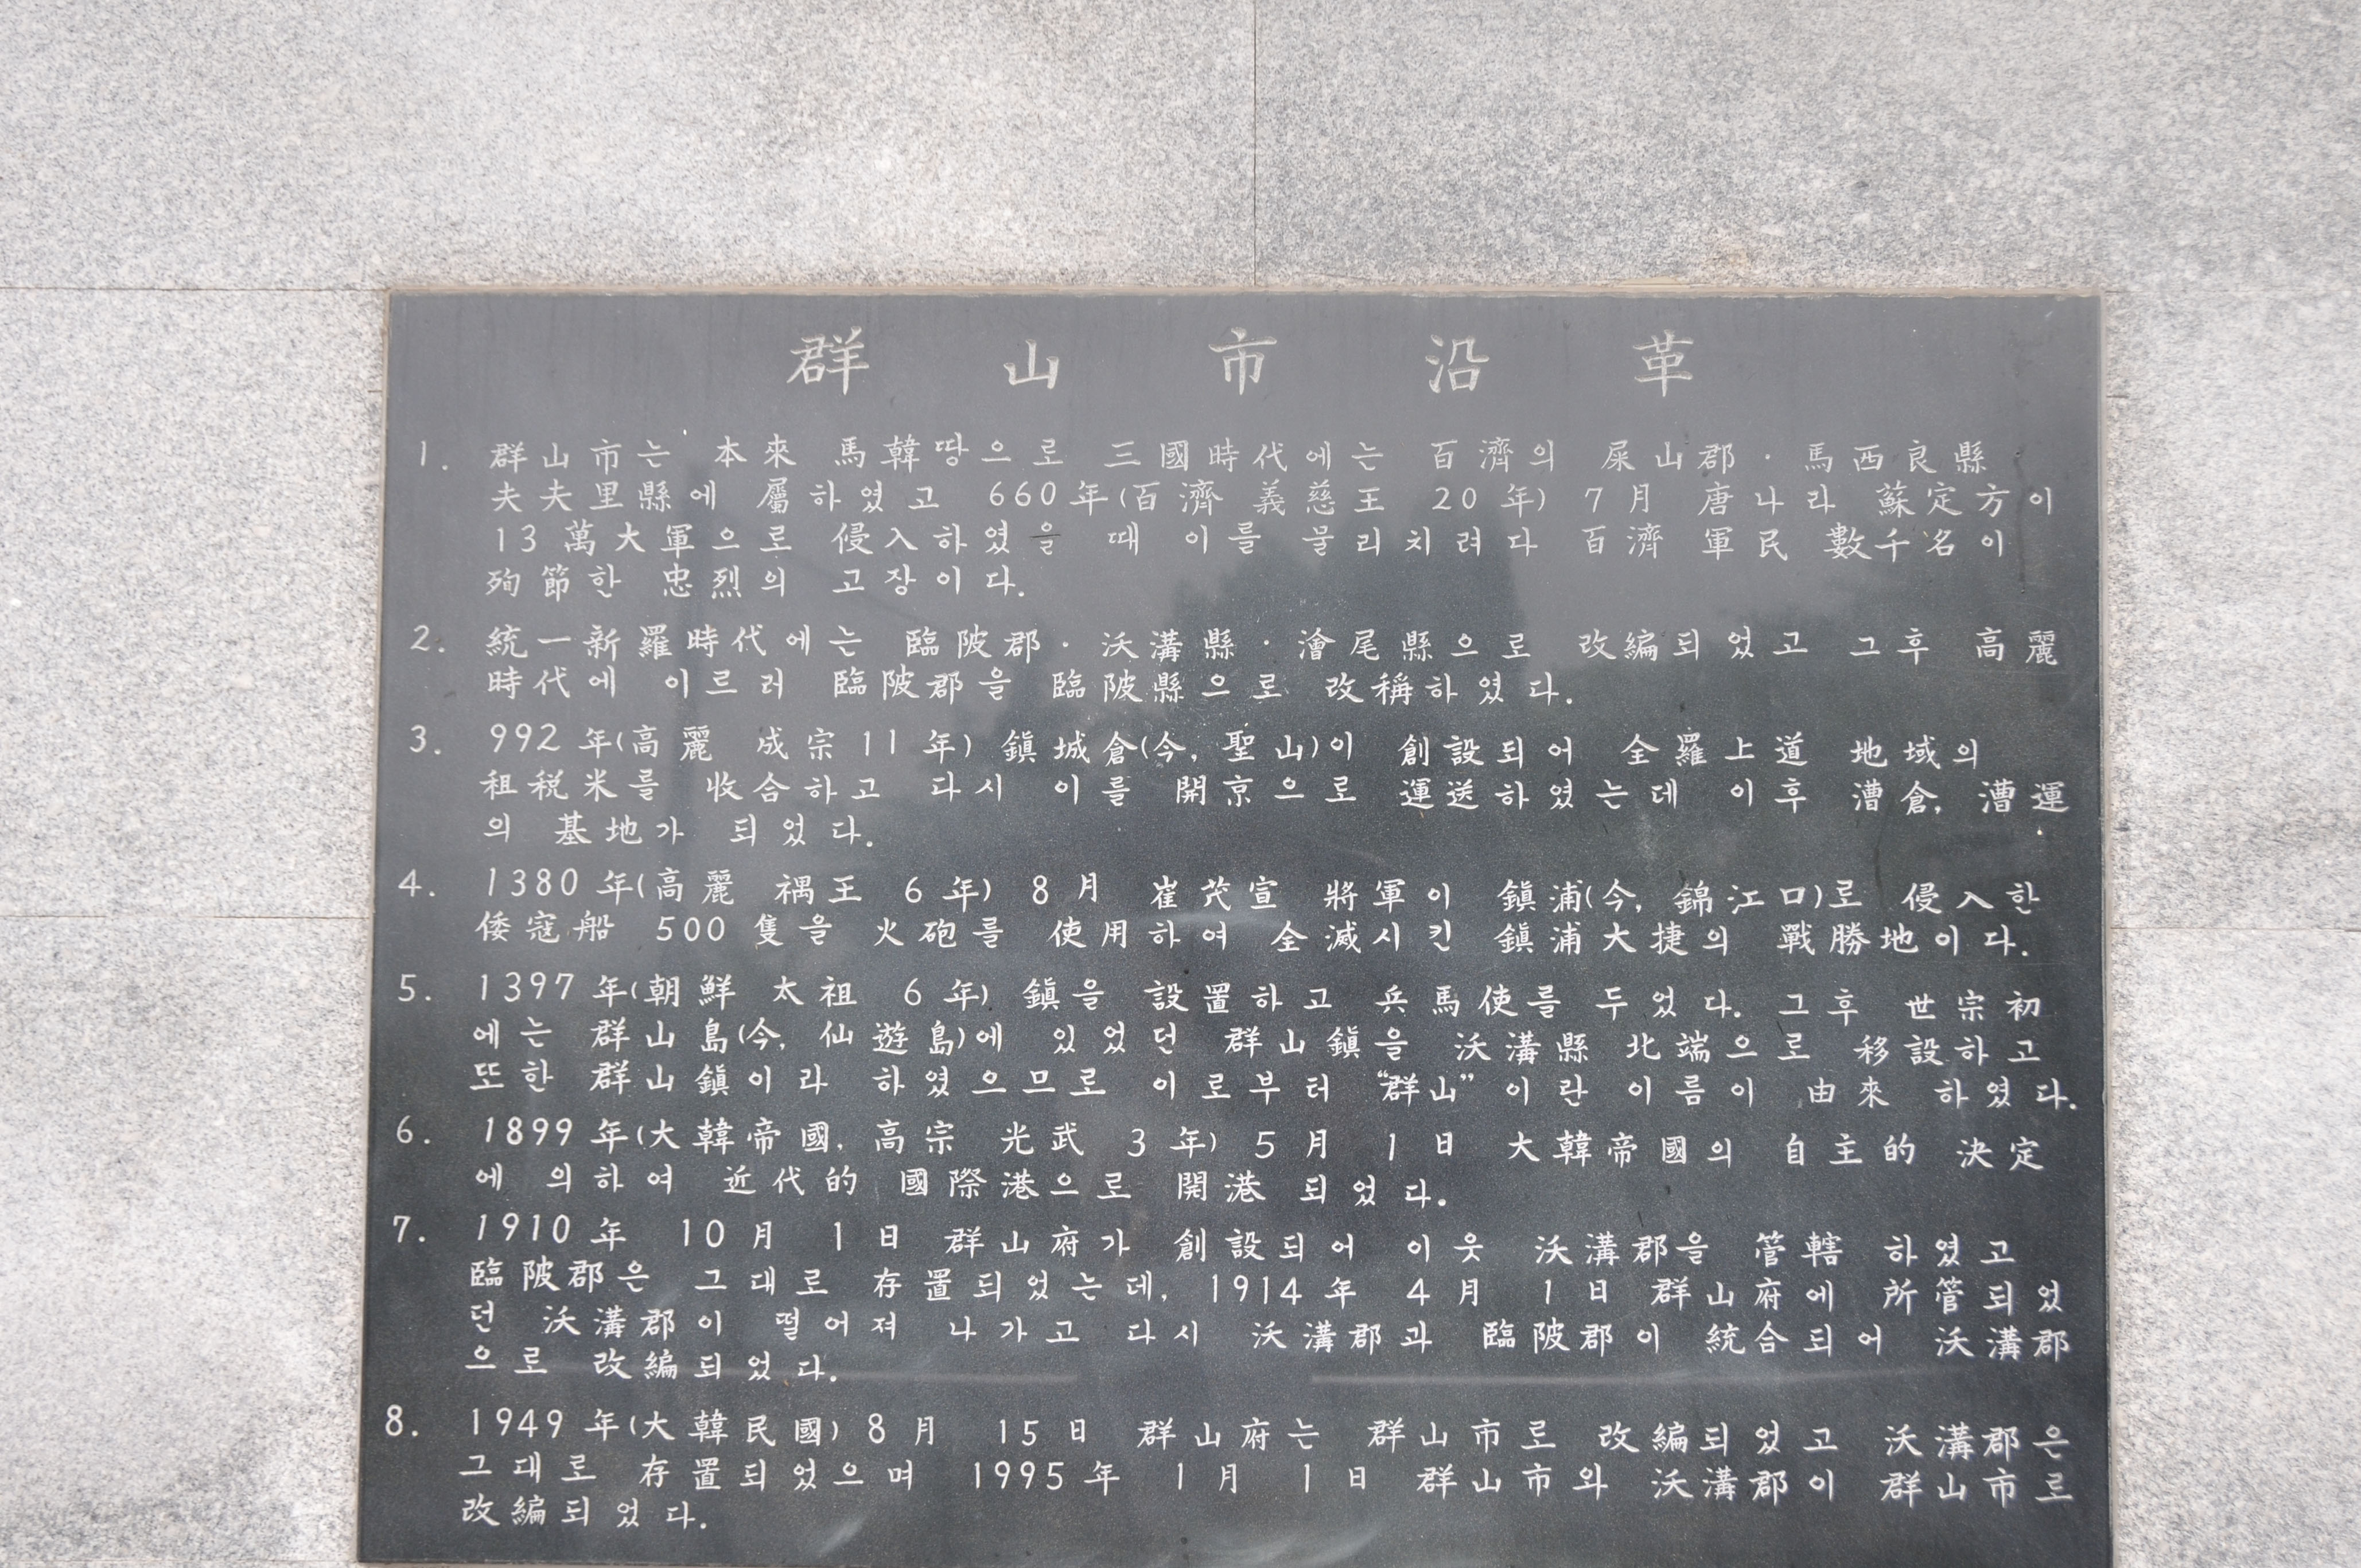 群山市沿革
1. 群山市는 本來 馬韓땅으로 三國時代에는 百濟의 屎山郡·馬西良縣
夫夫里縣에 屬하였고 660年(百濟 義慈王 20年) 7月 唐나라 蘇定方이
13萬大軍으로 侵入하였을 때 이를 물리치려다 百濟 軍民 數千名이
殉節한 忠烈의 고장이다.
2. 統一新羅時代에는 臨陂郡·沃溝縣·澮尾縣으로 改編되었고 그후 高麗
時代에 이르러 臨陂郡을 臨陂縣으로 改稱하였다.
3. 992年(高麗 成宗11年) 鎭城倉(今, 聖山)이 創設되어 全羅上道 地域의
租税米를 收合하고 다시 이를 開京으로 運送하였는데 이후 漕倉, 漕運
의 基地가 되었다.
4. 1380年(高麗 禑王 6年) 8月 崔茂宣 將軍이 鎭浦(今, 錦江口)로 侵入한
倭寇船 500隻을 火砲를 使用하여 全滅시킨 鎭浦大捷의 戰勝地이다.
5. 1397年(朝鮮 太祖 6年) 鎭을 設置하고 兵馬使를 두었다. 그후 世宗初
에는 群山島(今, 仙遊島)에 있었던 群山鎭을 沃溝縣 北端으로 移設하고
또한 群山鎭이라 하였으므로 이로부터 “群山”이란 이름이 由來 하였다.
6. 1899年(大韓帝國, 高宗 光武 3年) 5月 1日 大韓帝國의 自主的 決定
에 의하여 近代的 國際港으로 開港 되었다.
7. 1910年 10月 1日 群山府가 創設되어 이웃 沃溝郡을 管轄 하였고
臨陂郡은 그대로 存置되었는데, 1914年 4月 1日 群山府에 所管되었
던 沃溝郡이 떨어져 나가고 다시 沃溝郡과 臨陂郡이 統合되어 沃溝郡
으로 改編되었다.
8. 1949年(大韓民國) 8月 15日 群山府는 群山市로 改編되었고 沃溝郡은
그대로 存置되었으며 1995年 1月 1日 群山市와 沃溝郡이 群山市로
改編되었다.